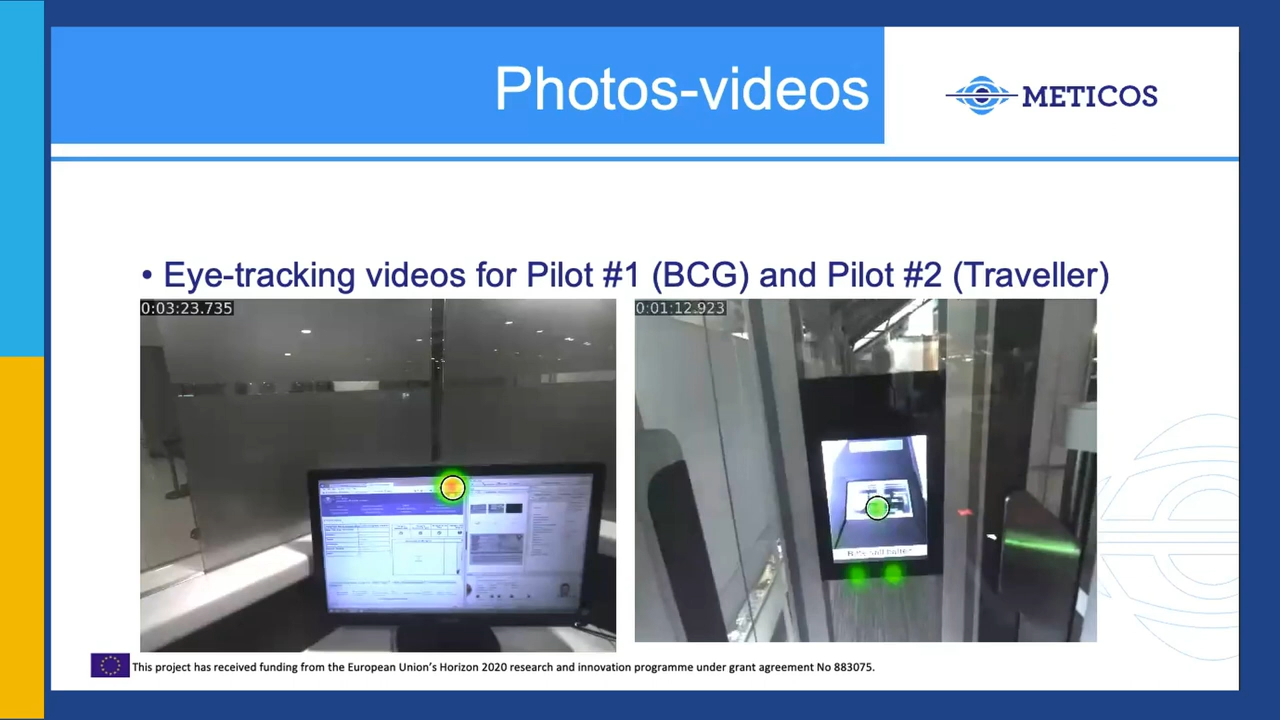 Photos-videos
METICOS
• Eye-tracking videos for Pilot #1 (BCG) and Pilot #2 (Traveller)
0:03:23.735
0:01:12.923
This project has received funding from the European Union's Horizon 2020 research and innovation programme under grant agreement No 883075.